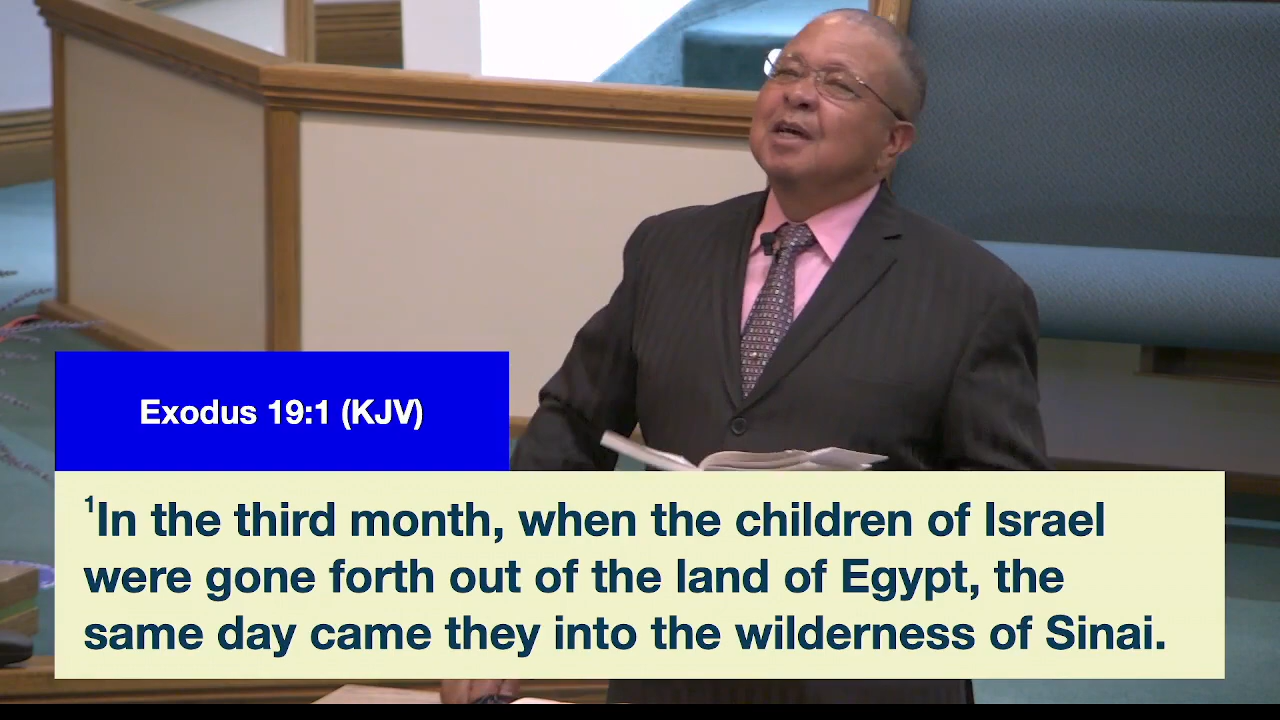 Exodus 19:1 (KJV)
¹In the third month, when the children of Israel
were gone forth out of the land of Egypt, the
same day came they into the wilderness of Sinai.